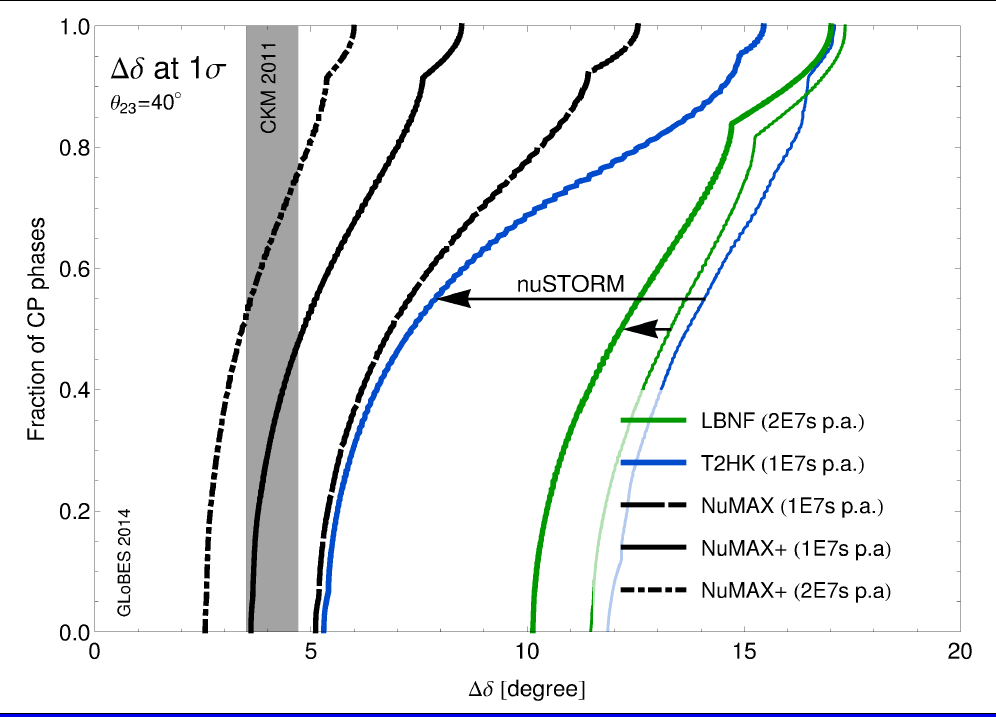 Δδ at 1σ
θ23=40°
CKM 2011
nuSTORM
LBNF (2E7s p.a.)
T2HK (1E7s p.a.)
NuMAX (1E7s p.a.)
NuMAX+ (1E7s p.a)
NuMAX+ (2E7s p.a)
GLoBES 2014
Fraction of CP phases
1.0
0.8
0.6
0.4
0.2
0.0
0 5 10 15 20
Δδ [degree]